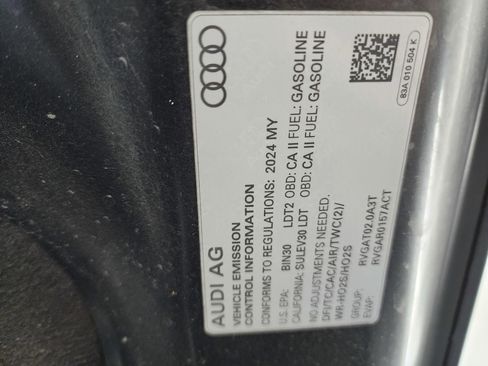 AUDI AG
VEHICLE EMISSION
CONTROL INFORMATION
CONFORMS TO REGULATIONS: 2024 MY
U.S. EPA: BIN30 LDT2 OBD: CA II FUEL: GASOLINE
CALIFORNIA: SULEV30 LDT OBD: CA II FUEL: GASOLINE
NO ADJUSTMENTS NEEDED.
DFI/TC/CAC/AIR/TWC(2)/
WR-HO2S/HO2S
GROUP: RVGAT02.0A3T
EVAP: RVGAR0157ACT
83A 010 504 K